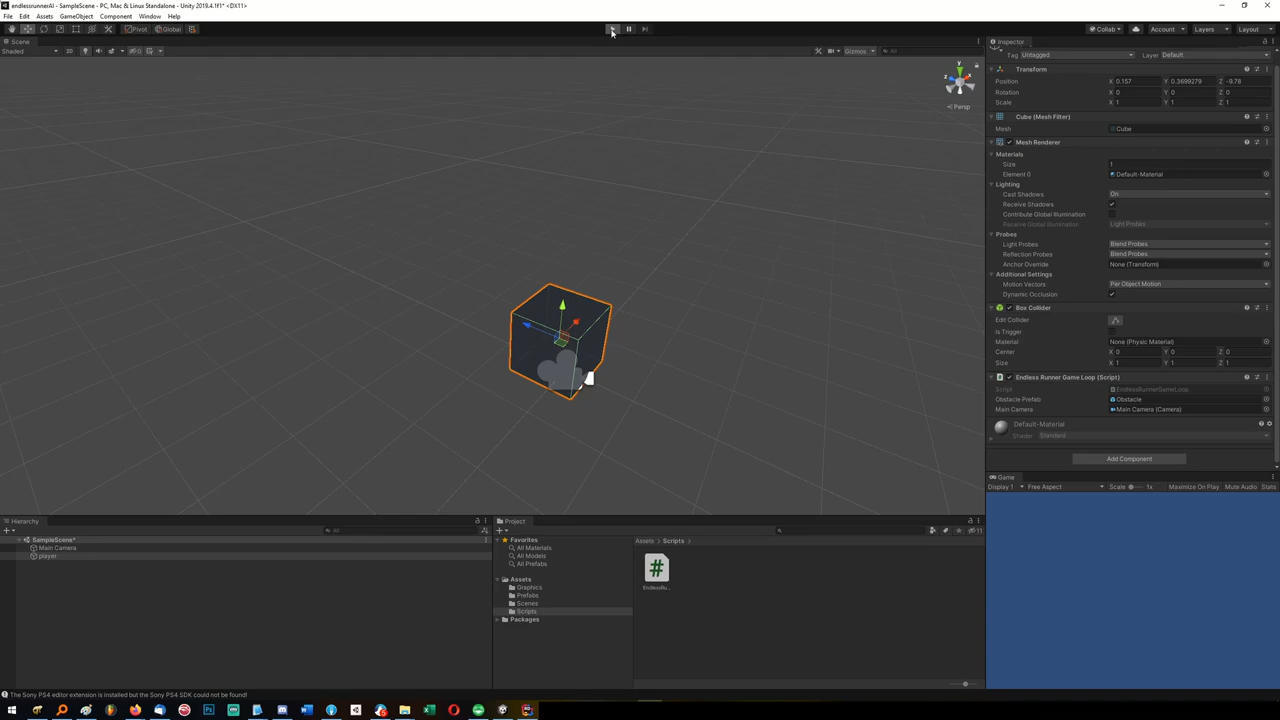 endlessrunnerAI - SampleScene - PC, Mac & Linux Standalone - Unity 2019.4.1f1* <DX11>
File Edit Assets GameObject Component Window Help
Pivot Global Collab Account Layers Layout
Scene
Shaded 2D Gizmos All
y
x
z
Persp
Inspector
Tag Untagged Layer Default
Transform
Position X 0.157 Y 0.3699279 Z -9.78
Rotation X 0 Y 0 Z 0
Scale X 1 Y 1 Z 1
Cube (Mesh Filter)
Mesh Cube
Mesh Renderer
Materials
Size 1
Element 0 Default-Material
Lighting
Cast Shadows On
Receive Shadows
Contribute Global Illumination
Receive Global Illumination Light Probes
Probes
Light Probes Blend Probes
Reflection Probes Blend Probes
Anchor Override None (Transform)
Additional Settings
Motion Vectors Per Object Motion
Dynamic Occlusion
Box Collider
Edit Collider
Is Trigger
Material None (Physic Material)
Center X 0 Y 0 Z 0
Size X 1 Y 1 Z 1
Endless Runner Game Loop (Script)
Script EndlessRunnerGameLoop
Obstacle Prefab Obstacle
Main Camera Main Camera (Camera)
Default-Material
Shader Standard
Add Component
Game
Display 1 Free Aspect Scale 1x Maximize On Play Mute Audio Stats
Hierarchy
All
SampleScene*
Main Camera
player
Project
11
Favorites
All Materials
All Models
All Prefabs
Assets
Graphics
Prefabs
Scenes
Scripts
Packages
Assets Scripts
#
EndlessRu...
The Sony PS4 editor extension is installed but the Sony PS4 SDK could not be found!